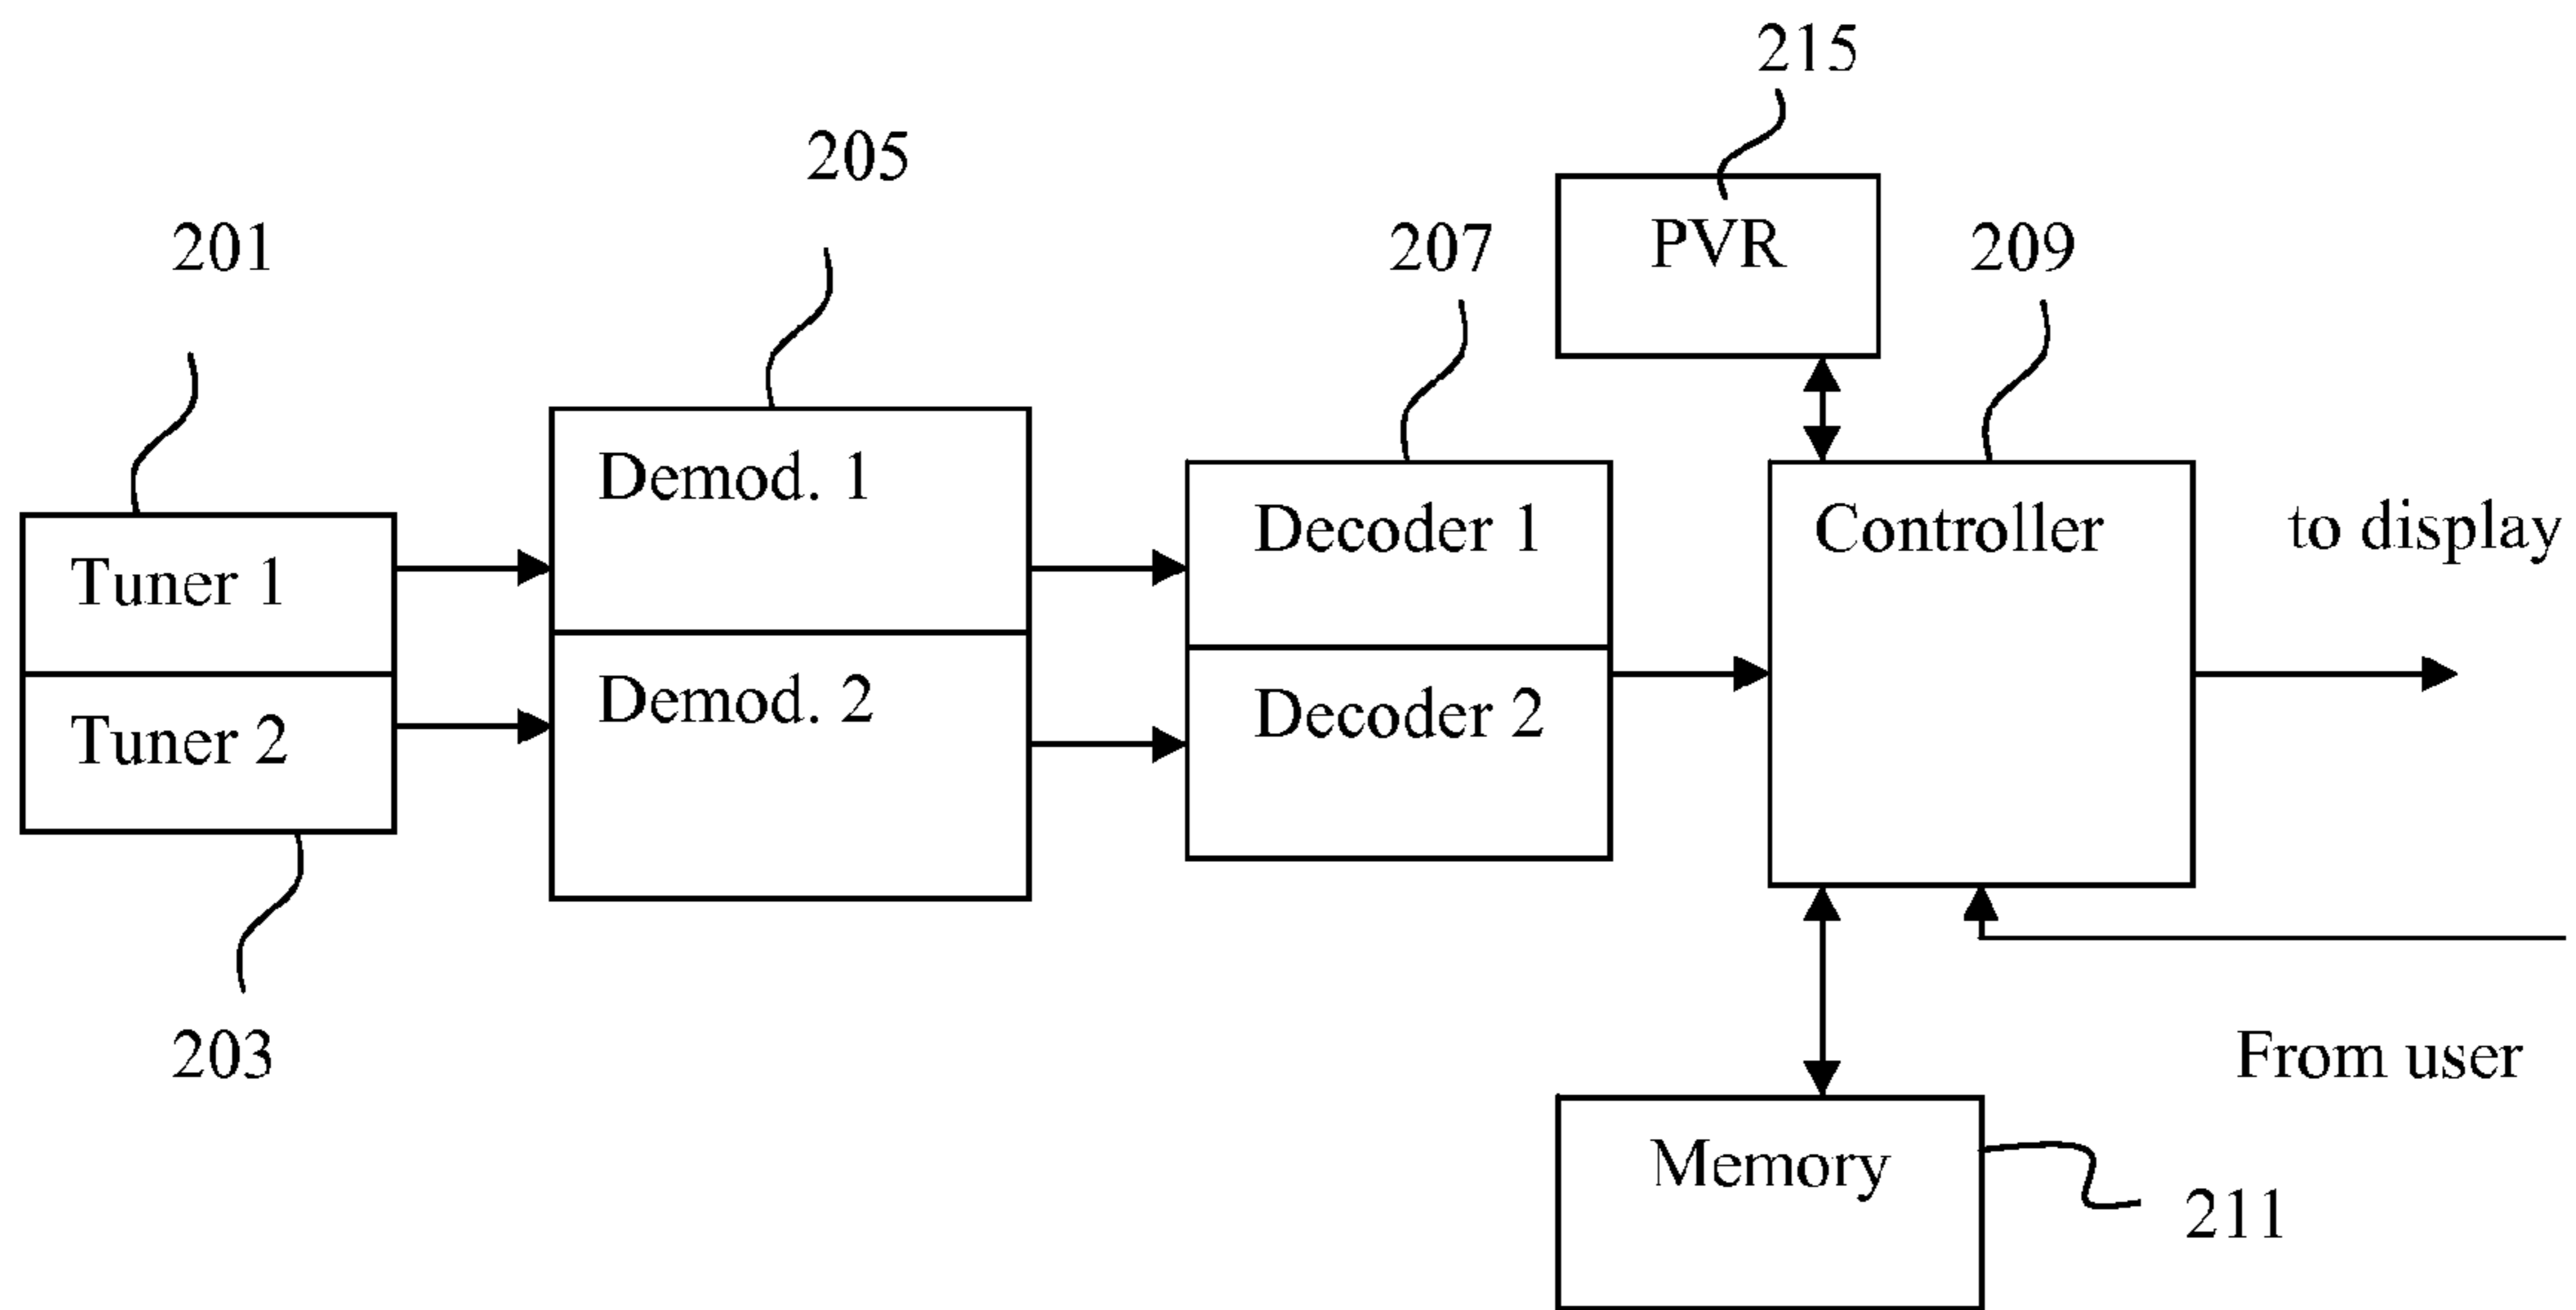 215
205
201
207
PVR
209
Demod. 1
Decoder 1
Controller
to display
Tuner 1
Demod. 2
Decoder 2
Tuner 2
203
From user
Memory
211